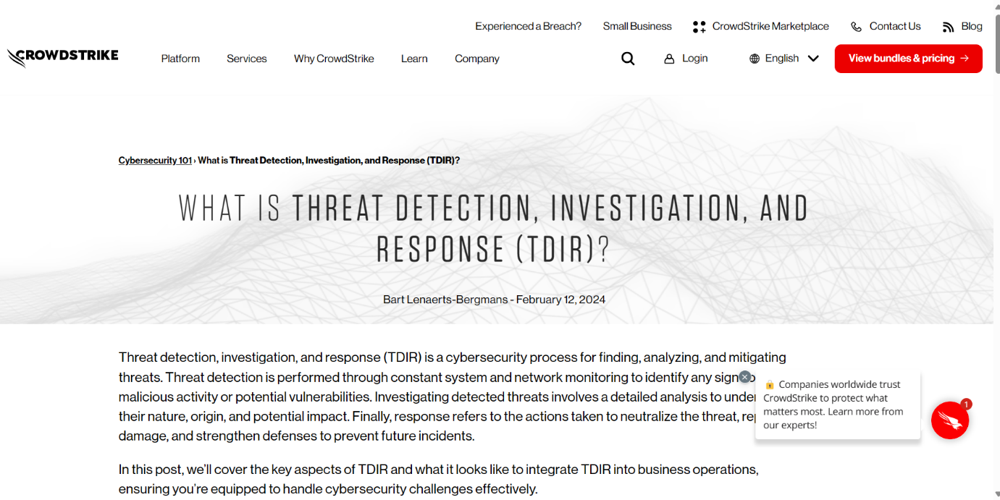 Experienced a Breach? Small Business CrowdStrike Marketplace Contact Us Blog
CROWDSTRIKE Platform Services Why CrowdStrike Learn Company Login English View bundles & pricing →
Cybersecurity 101 › What is Threat Detection, Investigation, and Response (TDIR)?
WHAT IS THREAT DETECTION, INVESTIGATION, AND
RESPONSE (TDIR)?
Bart Lenaerts-Bergmans - February 12, 2024
Threat detection, investigation, and response (TDIR) is a cybersecurity process for finding, analyzing, and mitigating
threats. Threat detection is performed through constant system and network monitoring to identify any sign
malicious activity or potential vulnerabilities. Investigating detected threats involves a detailed analysis to
their nature, origin, and potential impact. Finally, response refers to the actions taken to neutralize the threat,
damage, and strengthen defenses to prevent future incidents.
In this post, we'll cover the key aspects of TDIR and what it looks like to integrate TDIR into business operations,
ensuring you're equipped to handle cybersecurity challenges effectively.
🔒 Companies worldwide trust
CrowdStrike to protect what
matters most. Learn more from
our experts!
1